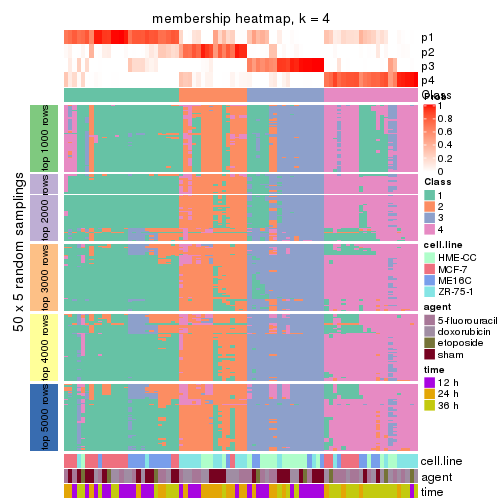 membership heatmap, k = 4
p1
p2
p3
p4
Class
Prob
1
0.8
0.6
0.4
0.2
0
Class
1
2
3
4
cell.line
HME-CC
MCF-7
ME16C
ZR-75-1
agent
5-fluorouracil
doxorubicin
etoposide
sham
time
12 h
24 h
36 h
50 x 5 random samplings
top 1000 rows
top 2000 rows
top 3000 rows
top 4000 rows
top 5000 rows
cell.line
agent
time